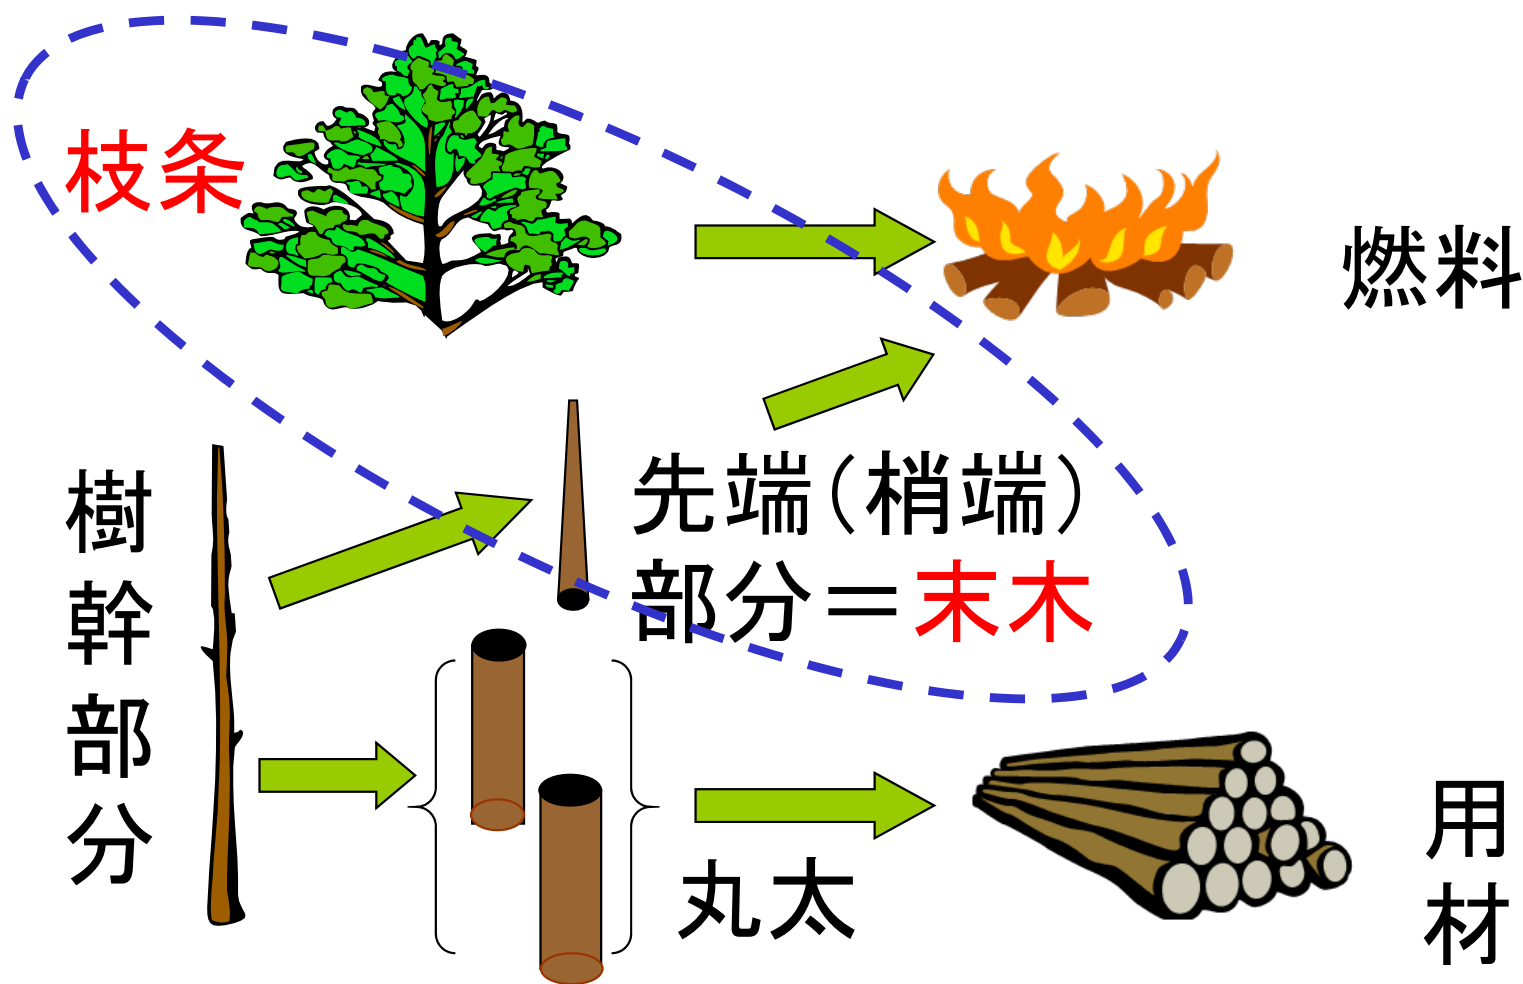 枝条
燃料
先端（梢端）
部分＝末木
樹幹部分
丸太
用材